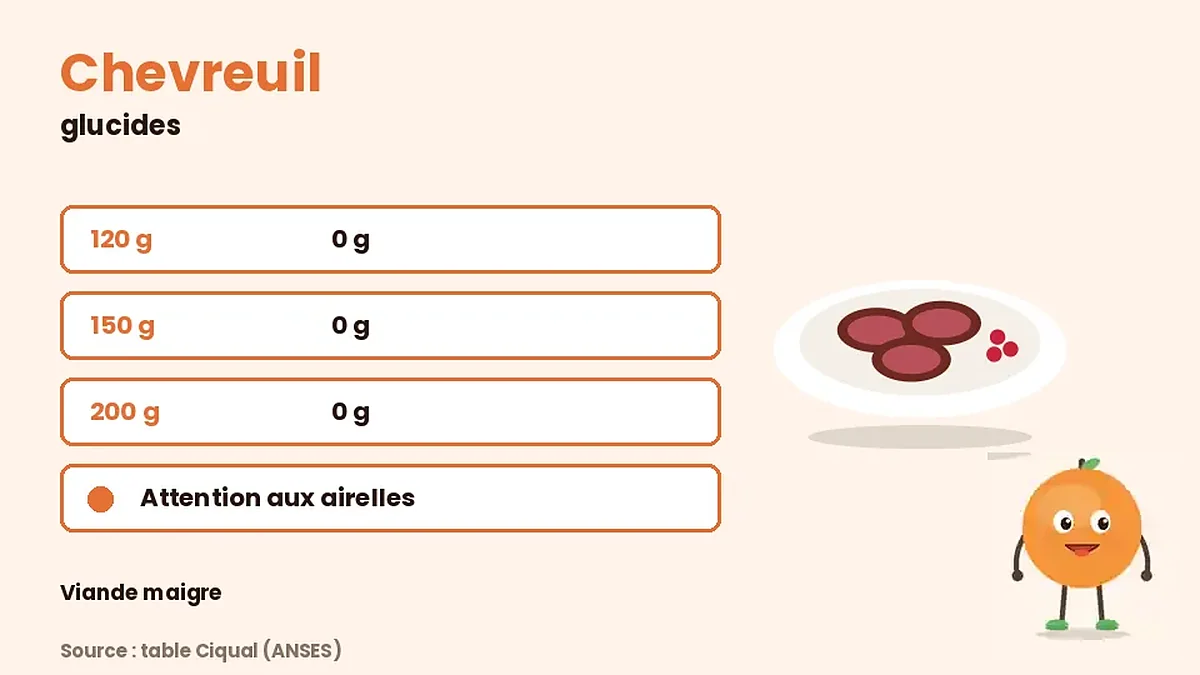 Chevreuil
glucides
120 g 0 g
150 g 0 g
200 g 0 g
Attention aux airelles
Viande maigre
Source : table Ciqual (ANSES)